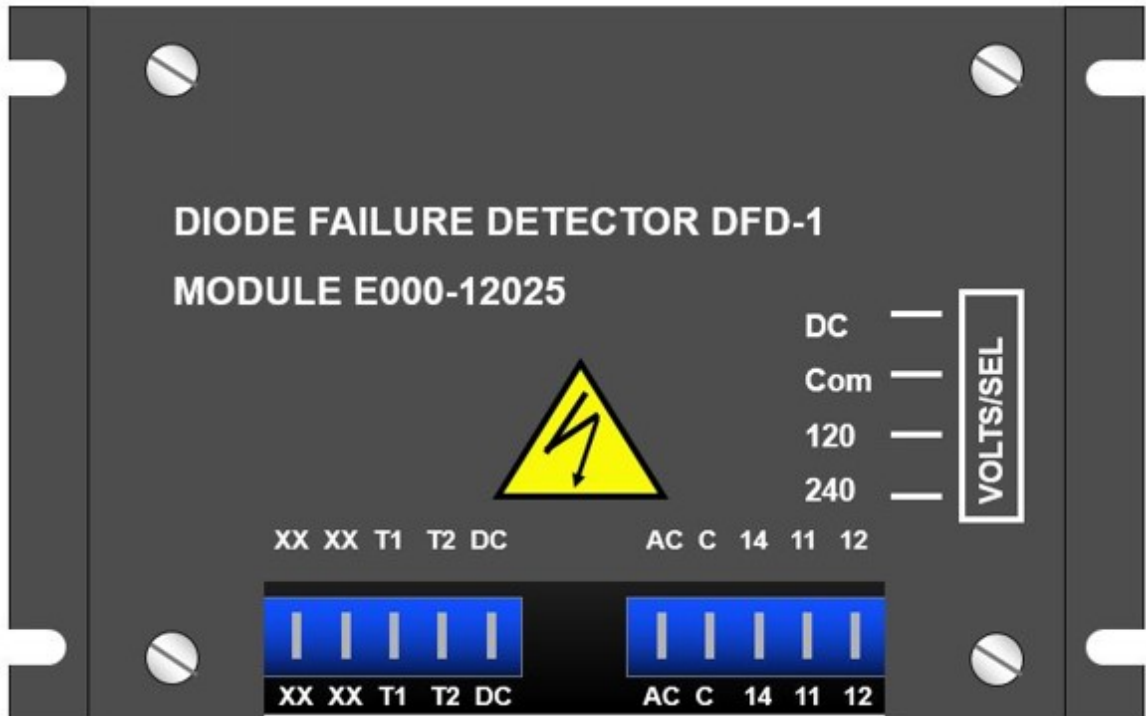 DIODE FAILURE DETECTOR DFD-1
MODULE E000-12025
DC
Com
120
240
VOLTS/SEL
XX XX T1 T2 DC AC C 14 11 12
XX XX T1 T2 DC AC C 14 11 12